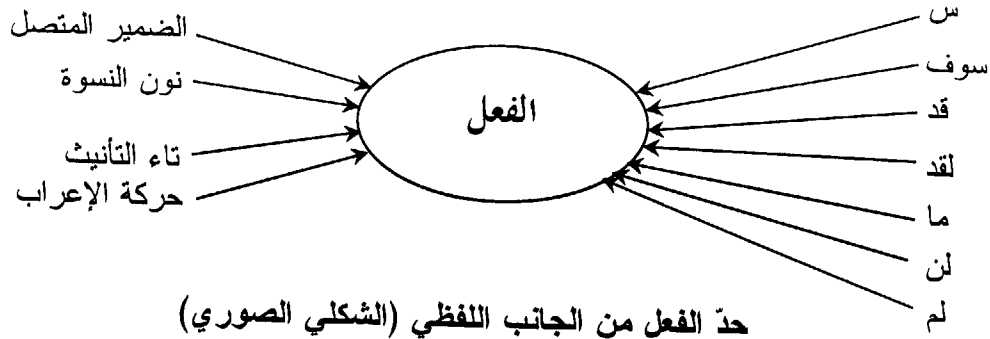 س
سوف
قد
لقد
ما
لن
لم
الفعل
الضمير المتصل
نون النسوة
تاء التأنيث
حركة الإعراب
حدّ الفعل من الجانب اللفظي (الشكلي الصوري)